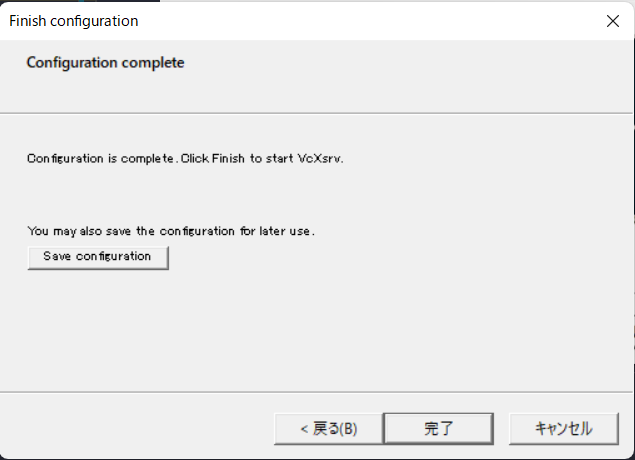 Finish configuration
Configuration complete
Configuration is complete. Click Finish to start VcXsrv.
You may also save the configuration for later use.
Save configuration
< 戻る(B)
完了
キャンセル